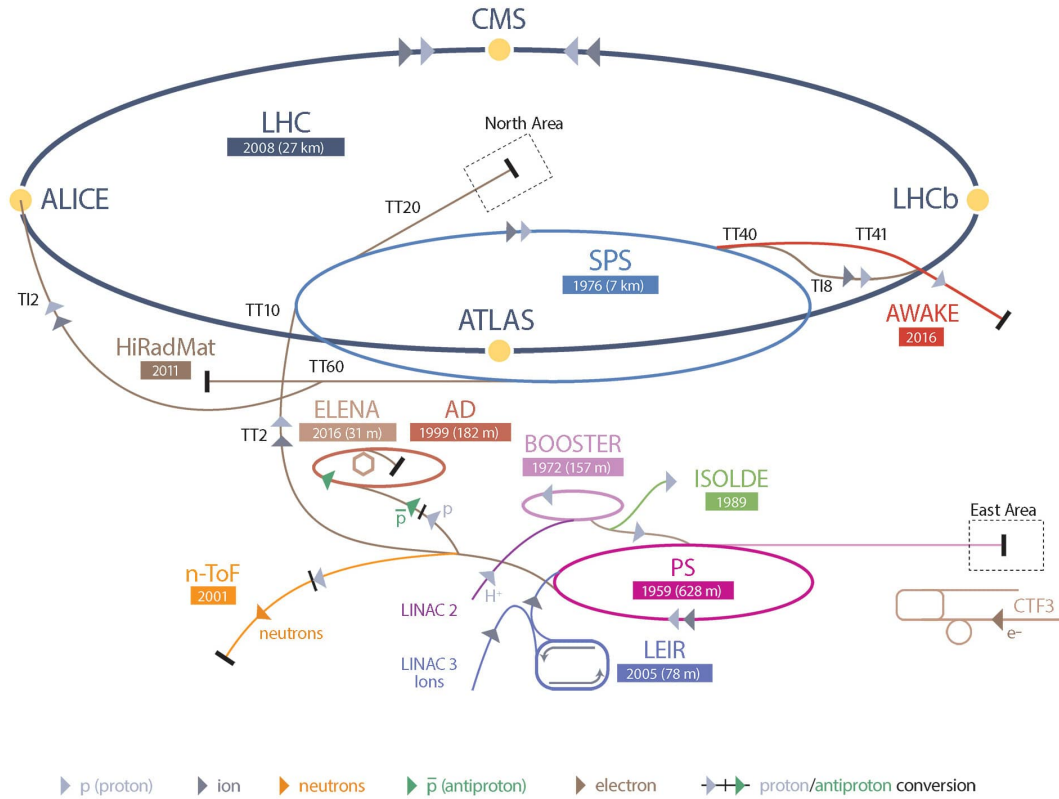 CMS
LHC
2008 (27 km)
North Area
ALICE
TT20
LHCb
TT40
TT41
SPS
1976 (7 km)
TI2
TT10
TI8
ATLAS
AWAKE
2016
HiRadMat
2011
TT60
ELENA
2016 (31 m)
AD
1999 (182 m)
TT2
BOOSTER
1972 (157 m)
ISOLDE
1989
p̅
p
East Area
n-ToF
2001
PS
1959 (628 m)
neutrons
LINAC 2
H⁺
CTF3
e–
LINAC 3
Ions
LEIR
2005 (78 m)
p (proton)
ion
neutrons
p̅ (antiproton)
electron
proton/antiproton conversion